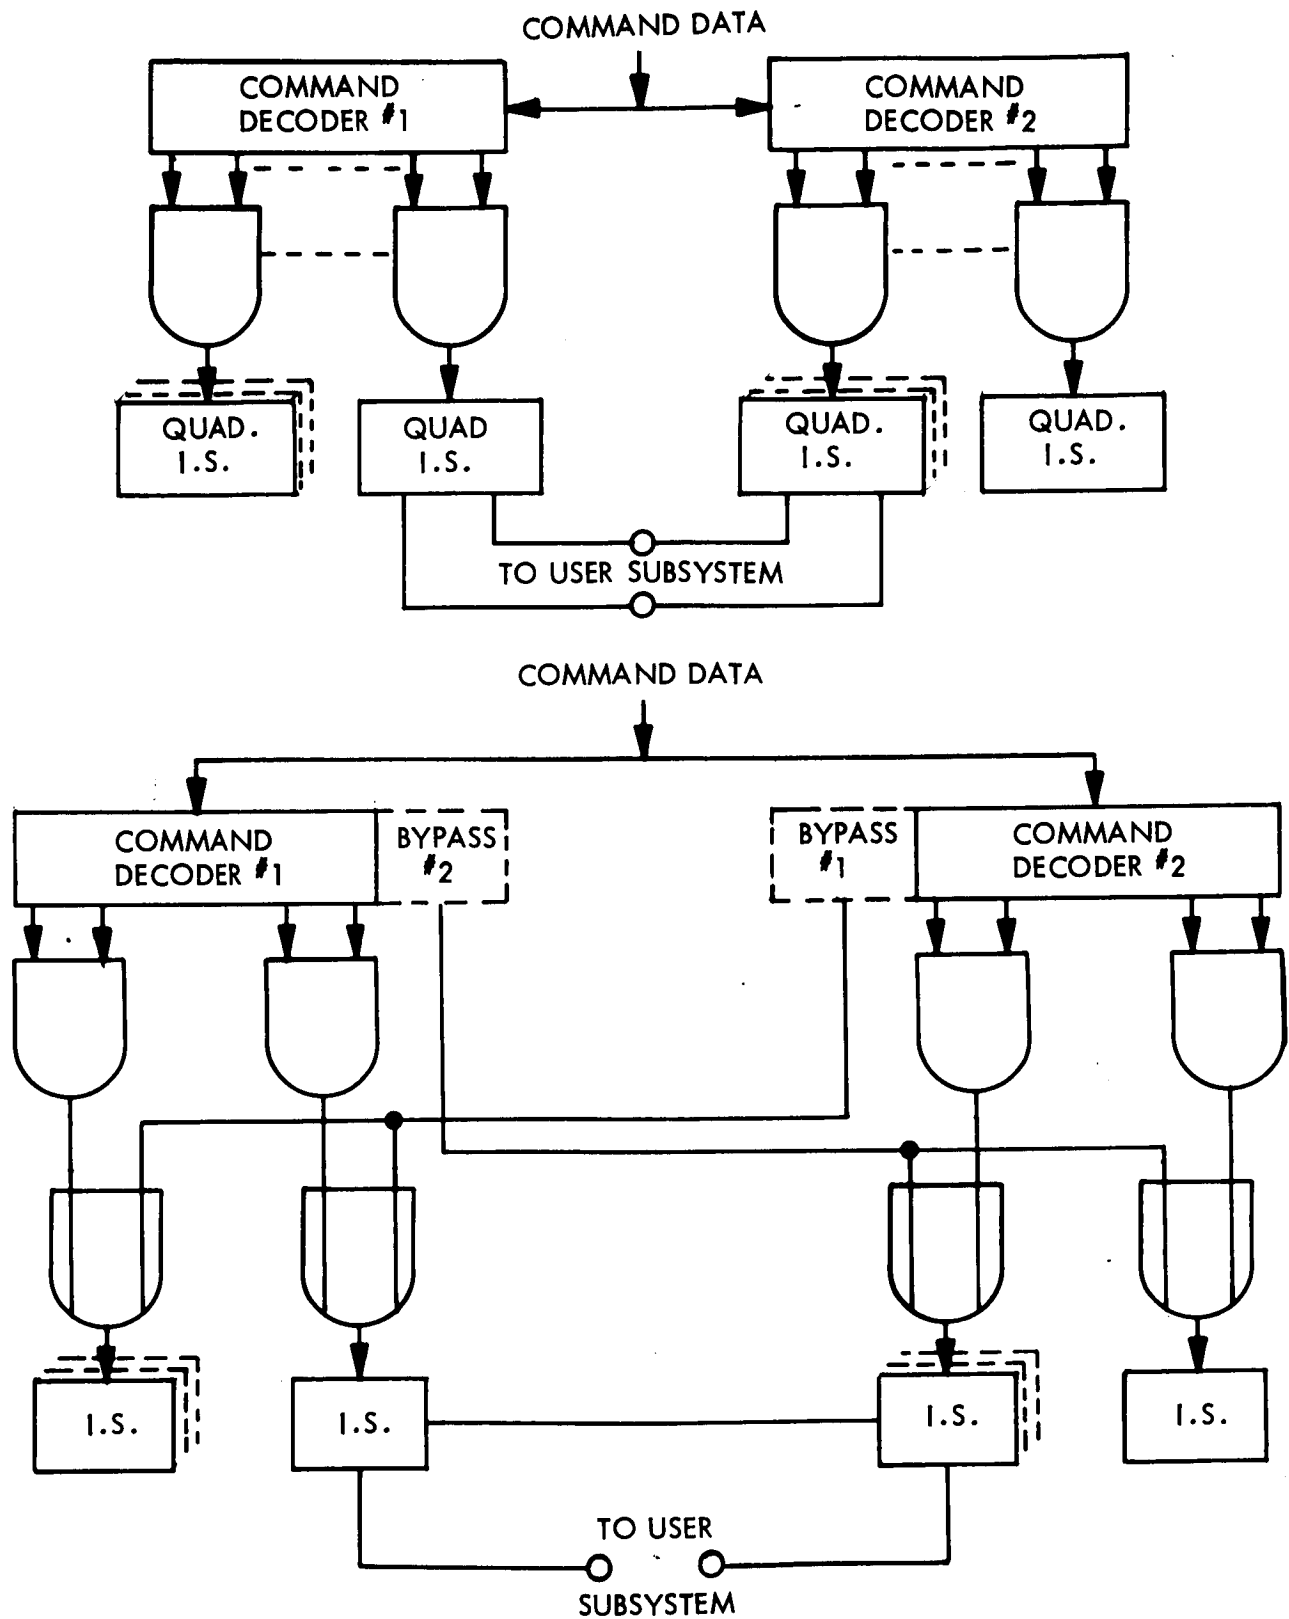 COMMAND DATA
COMMAND
DECODER #1
COMMAND
DECODER #2
QUAD.
I.S.
QUAD
I.S.
QUAD.
I.S.
QUAD.
I.S.
TO USER SUBSYSTEM
COMMAND DATA
COMMAND
DECODER #1
BYPASS
#2
BYPASS
#1
COMMAND
DECODER #2
I.S.
I.S.
I.S.
I.S.
TO USER
SUBSYSTEM